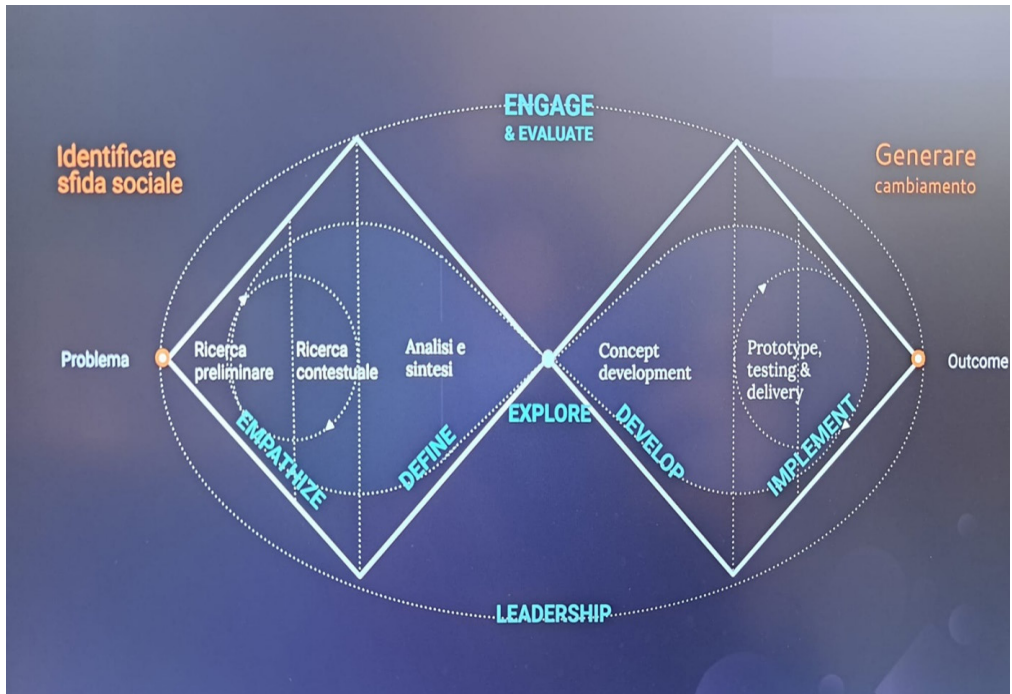 ENGAGE
& EVALUATE
Identificare
sfida sociale
Generare
cambiamento
Problema
Ricerca
preliminare
Ricerca
contestuale
Analisi e
sintesi
Concept
development
Prototype,
testing &
delivery
Outcome
EMPATHIZE
DEFINE
EXPLORE
DEVELOP
IMPLEMENT
LEADERSHIP